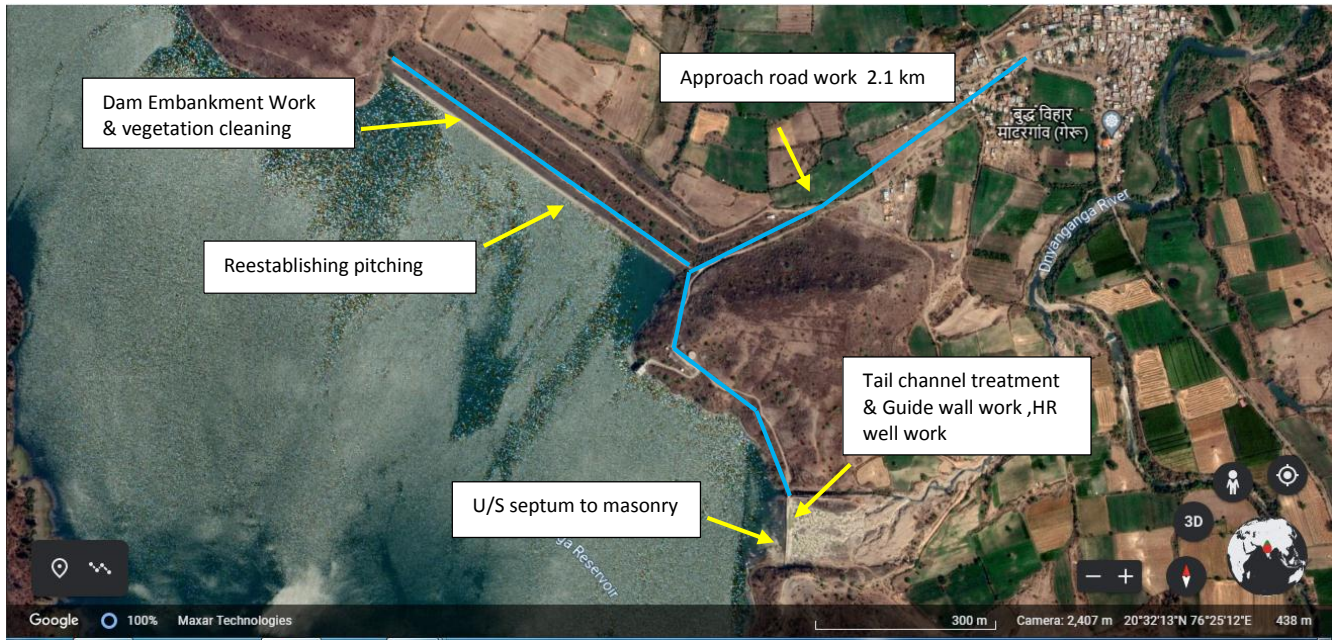 Dam Embankment Work
& vegetation cleaning
Approach road work 2.1 km
बुद्ध विहार
मादरगांव (गेरू)
Dnyanganga River
Reestablishing pitching
Tail channel treatment
& Guide wall work ,HR
well work
U/S septum to masonry
Reservoir
3D
Google 100% Maxar Technologies 300 m Camera: 2,407 m 20°32'13"N 76°25'12"E 438 m